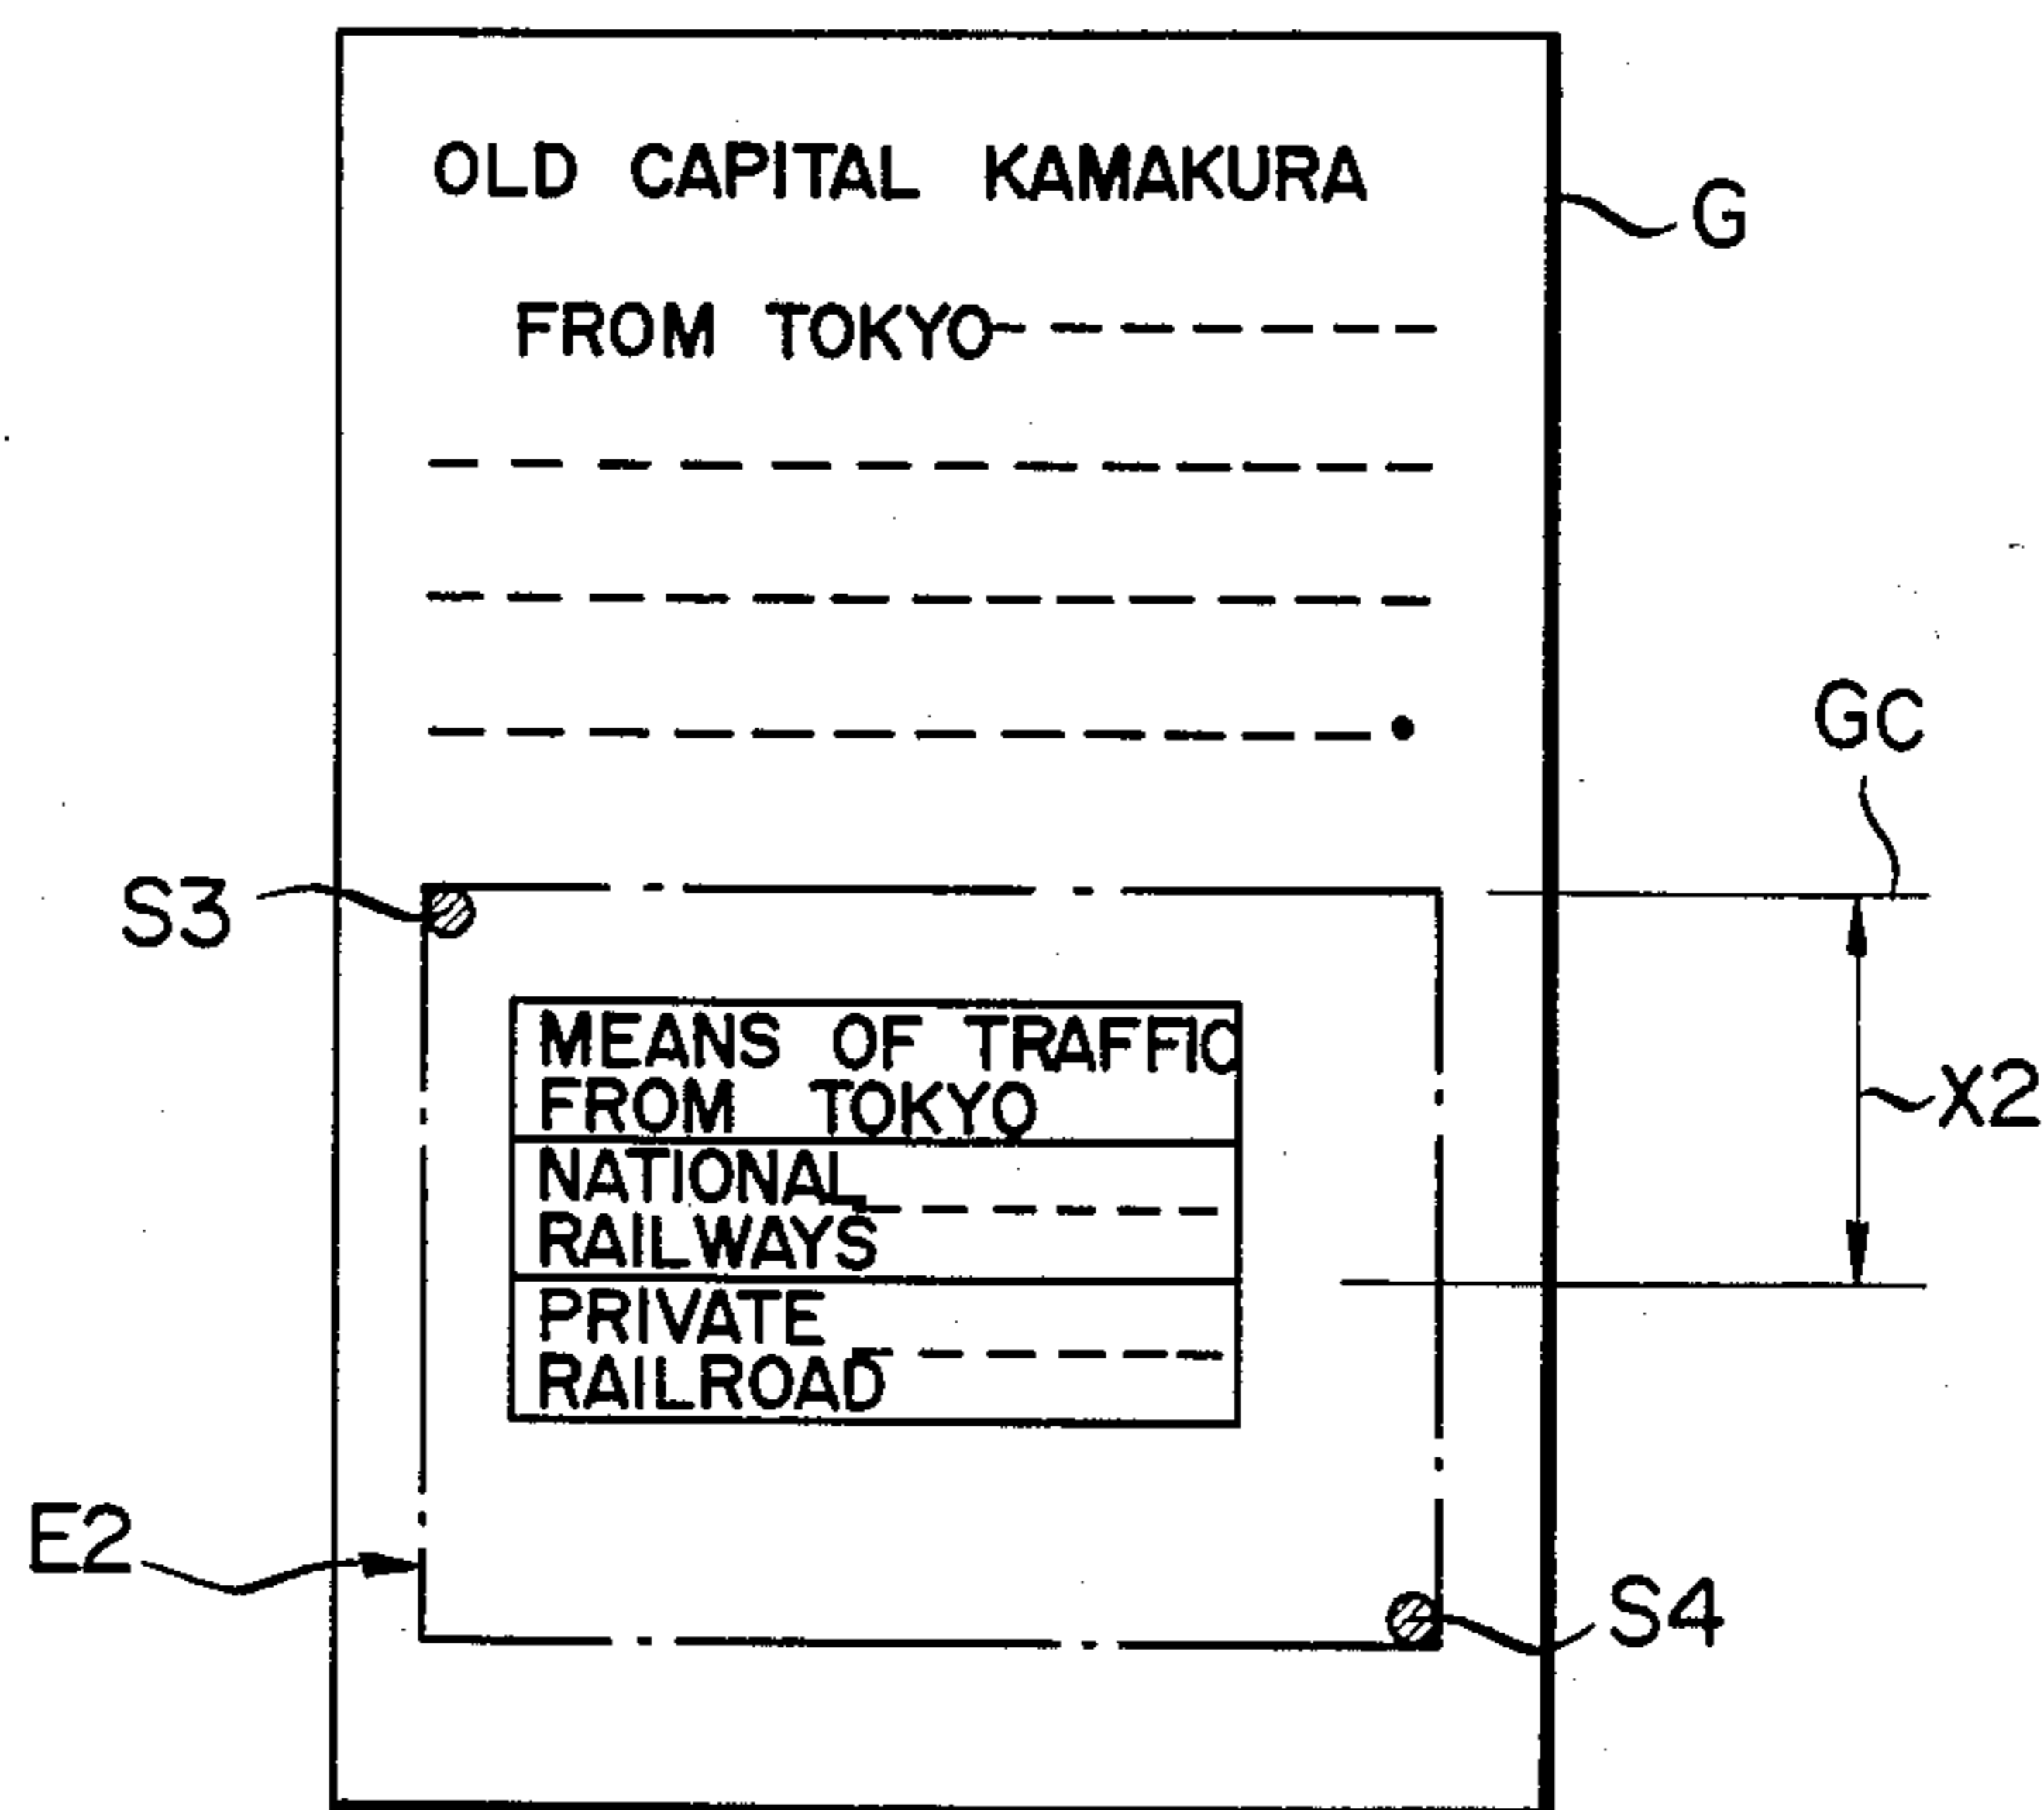 OLD CAPITAL KAMAKURA
G
FROM TOKYO
GC
S3
MEANS OF TRAFFIC
FROM TOKYO
X2
NATIONAL
RAILWAYS
PRIVATE
RAILROAD
E2
S4